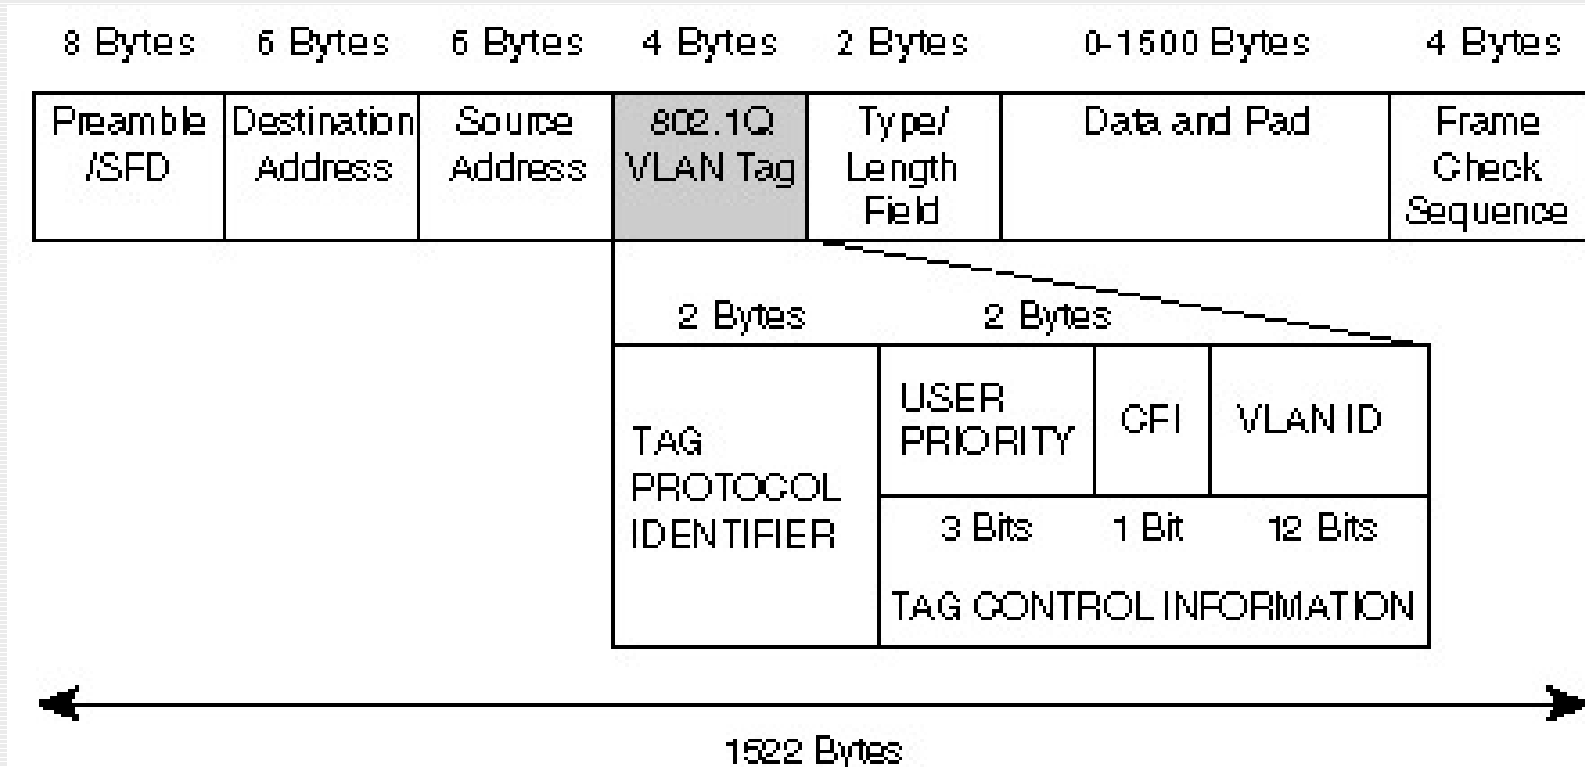 8 Bytes 6 Bytes 6 Bytes 4 Bytes 2 Bytes 0-1500 Bytes 4 Bytes
Preamble
/SFD
Destination
Address
Source
Address
802.1Q
VLAN Tag
Type/
Length
Field
Data and Pad
Frame
Check
Sequence
2 Bytes 2 Bytes
TAG
PROTOCOL
IDENTIFIER
USER
PRIORITY
CFI
VLAN ID
3 Bits 1 Bit 12 Bits
TAG CONTROL INFORMATION
1522 Bytes